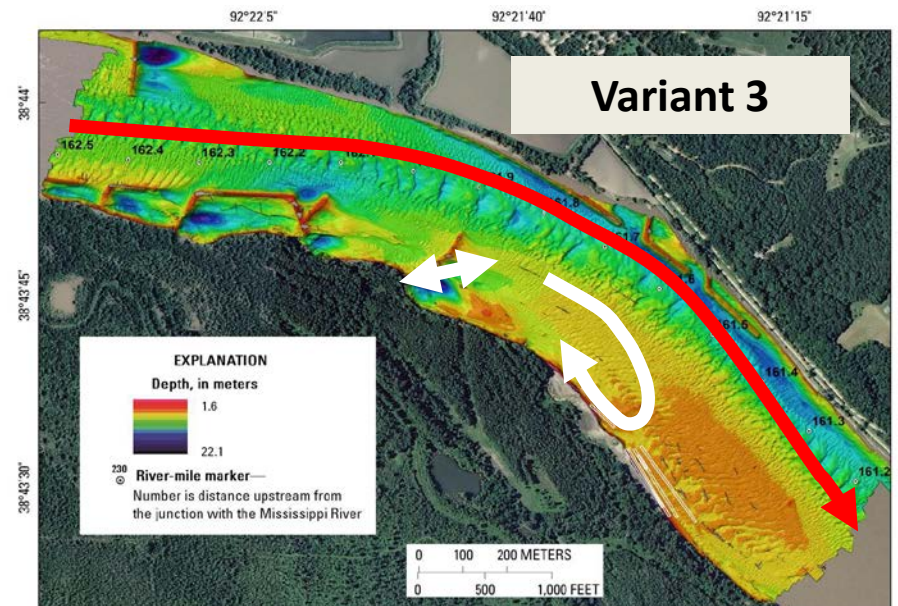 92°22'5"
92°21'40"
92°21'15"
Variant 3
38°44'
162.5
162.4
162.3
162.2
161.7
161.5
161.4
161.3
161.2
38°43'45"
38°43'30"
EXPLANATION
Depth, in meters
1.6
22.1
230
River-mile marker—
Number is distance upstream from
the junction with the Mississippi River
0 100 200 METERS
0 500 1,000 FEET